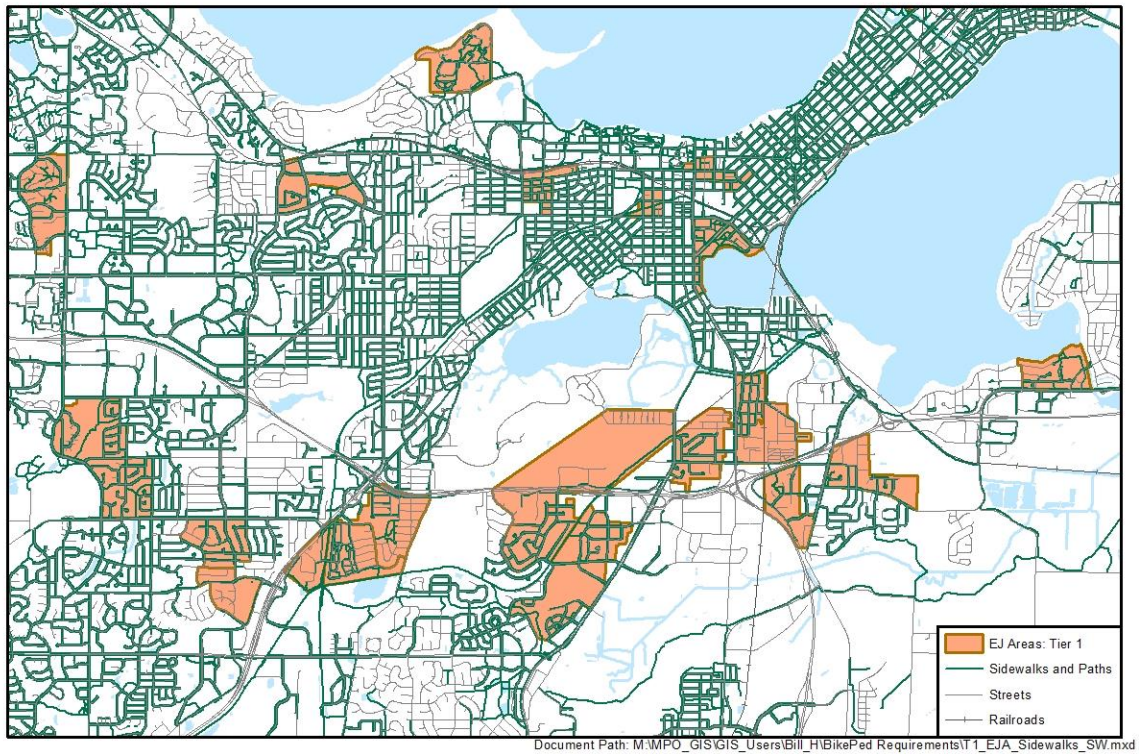 EJ Areas: Tier 1
Sidewalks and Paths
Streets
Railroads
Document Path: M:\MPO_GIS\GIS_Users\Bill_H\BikePed Requirements\T1_EJA_Sidewalks_SW.mxd